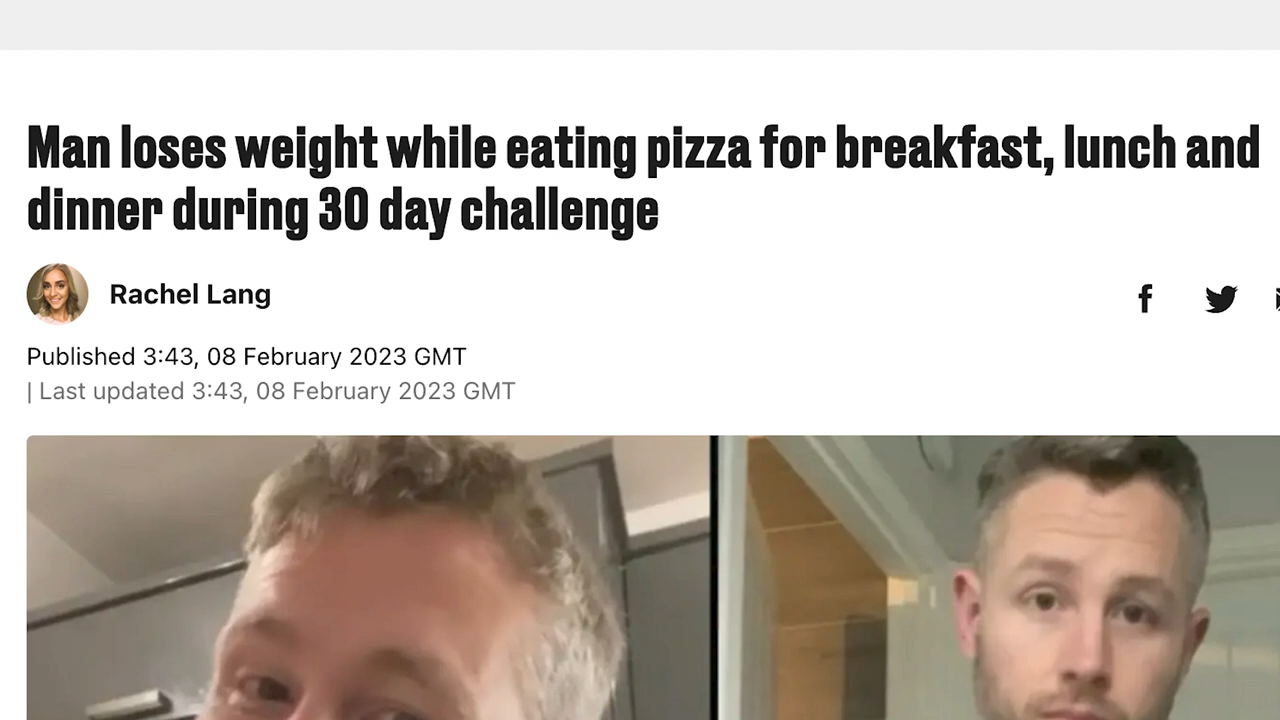 Man loses weight while eating pizza for breakfast, lunch and
dinner during 30 day challenge
Rachel Lang
Published 3:43, 08 February 2023 GMT
| Last updated 3:43, 08 February 2023 GMT